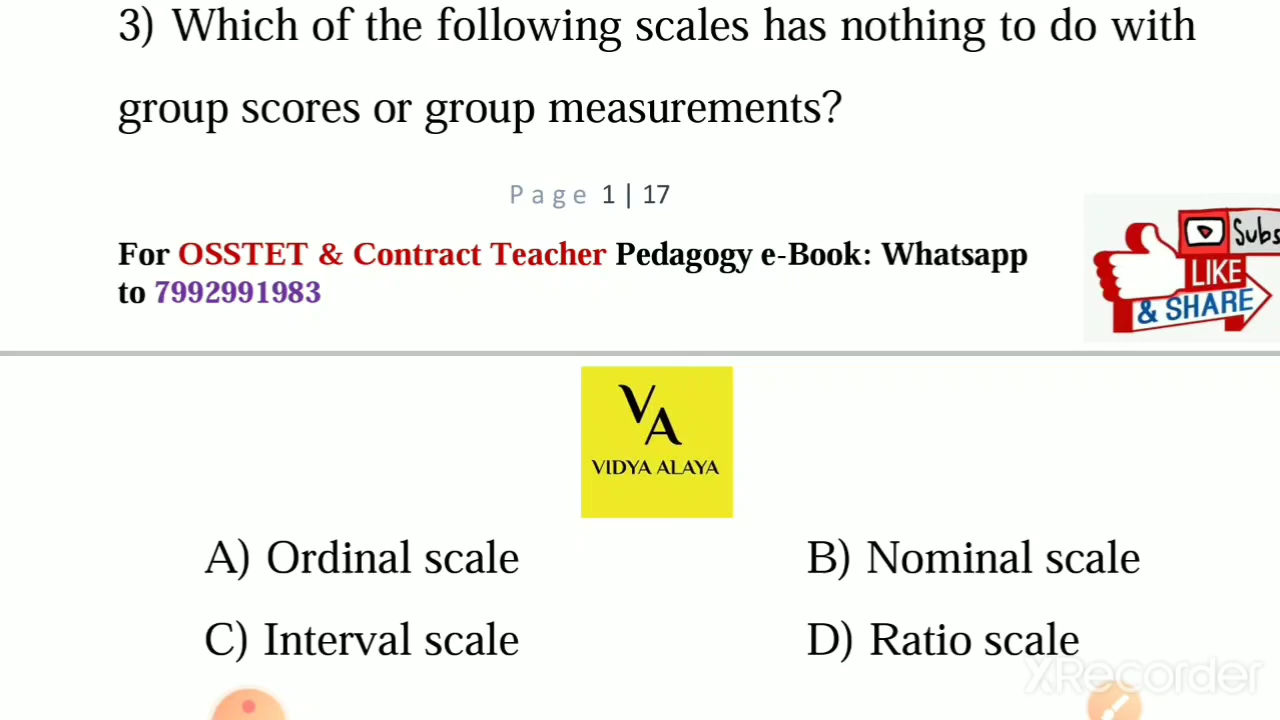 3) Which of the following scales has nothing to do with
group scores or group measurements?
Page 1 | 17
For OSSTET & Contract Teacher Pedagogy e-Book: Whatsapp
to 7992991983
Subs
LIKE
& SHARE
VA
VIDYA ALAYA
A) Ordinal scale
B) Nominal scale
C) Interval scale
D) Ratio scale
XRecorder